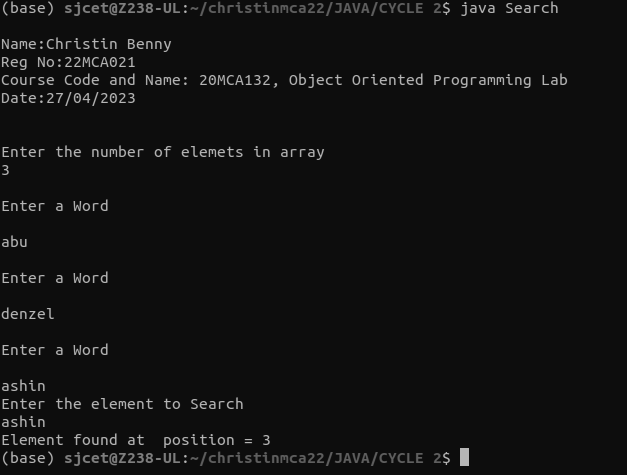 (base) sjcet@Z238-UL:~/christinmca22/JAVA/CYCLE 2$ java Search
Name:Christin Benny
Reg No:22MCA021
Course Code and Name: 20MCA132, Object Oriented Programming Lab
Date:27/04/2023
Enter the number of elemets in array
3
Enter a Word
abu
Enter a Word
denzel
Enter a Word
ashin
Enter the element to Search
ashin
Element found at  position = 3
(base) sjcet@Z238-UL:~/christinmca22/JAVA/CYCLE 2$